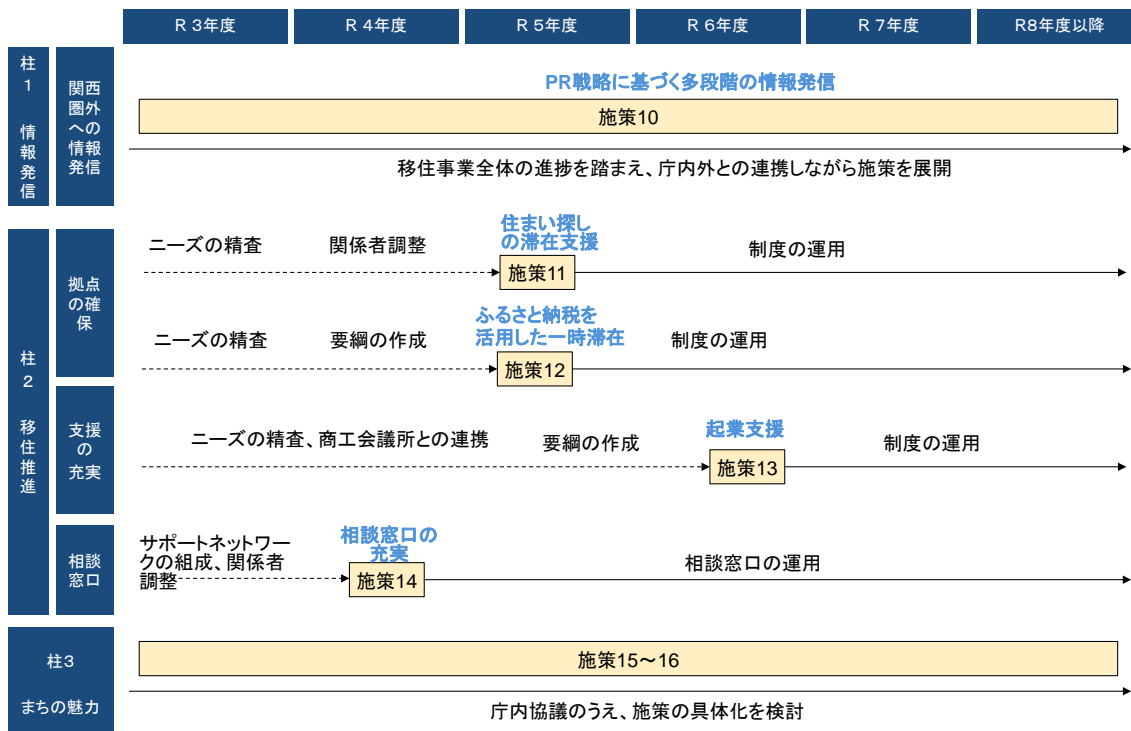 R 3年度
R 4年度
R 5年度
R 6年度
R 7年度
R8年度以降
柱1 情報発信
関西圏外への情報発信
PR戦略に基づく多段階の情報発信
施策10
移住事業全体の進捗を踏まえ、庁内外との連携しながら施策を展開
柱2 移住推進
拠点の確保
ニーズの精査
関係者調整
住まい探し
の滞在支援
施策11
制度の運用
ニーズの精査
要綱の作成
ふるさと納税を
活用した一時滞在
施策12
制度の運用
支援の充実
ニーズの精査、商工会議所との連携
要綱の作成
起業支援
施策13
制度の運用
相談窓口
サポートネットワー
クの組成、関係者
調整
相談窓口の
充実
施策14
相談窓口の運用
柱3
まちの魅力
施策15～16
庁内協議のうえ、施策の具体化を検討